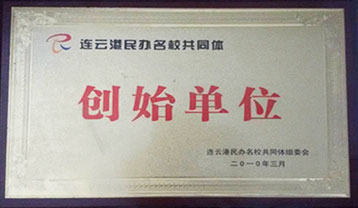 连云港民办名校共同体
创始单位
连云港民办名校共同体组委会
二〇一〇年三月